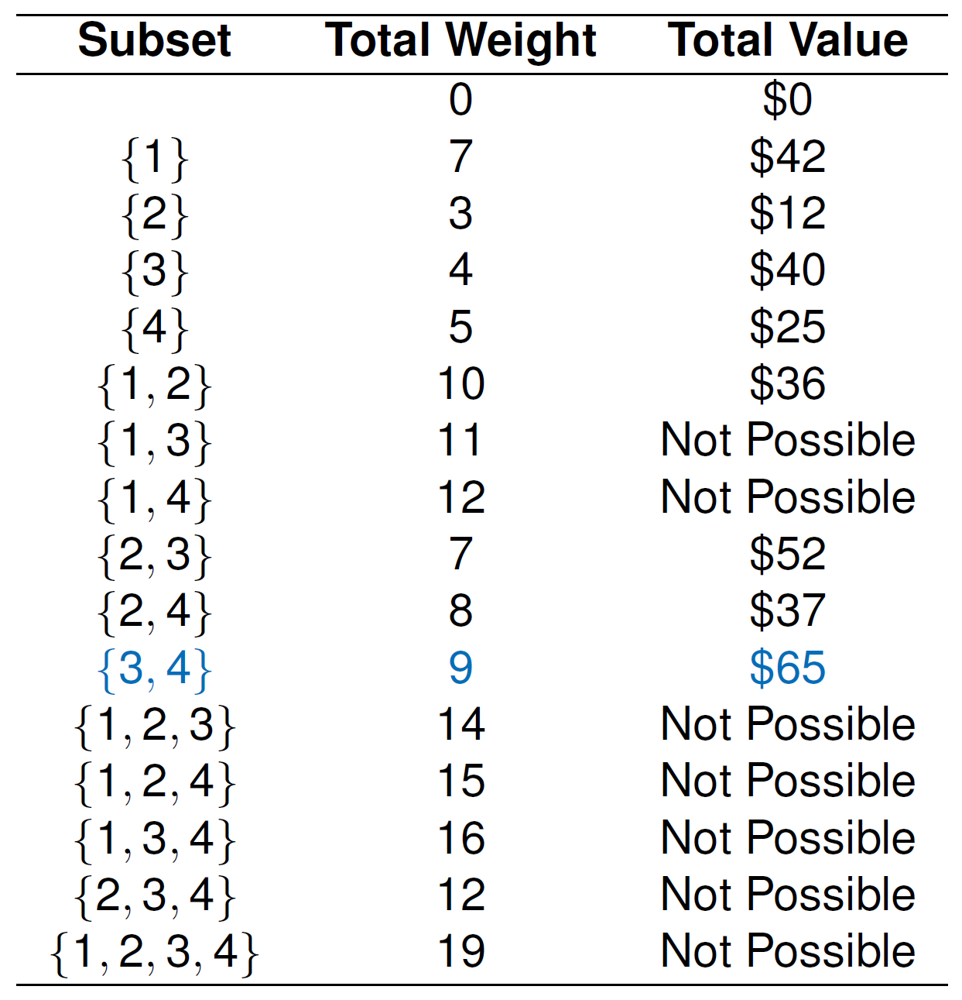 Subset Total Weight Total Value
0 $0
{1} 7 $42
{2} 3 $12
{3} 4 $40
{4} 5 $25
{1, 2} 10 $36
{1, 3} 11 Not Possible
{1, 4} 12 Not Possible
{2, 3} 7 $52
{2, 4} 8 $37
{3, 4} 9 $65
{1, 2, 3} 14 Not Possible
{1, 2, 4} 15 Not Possible
{1, 3, 4} 16 Not Possible
{2, 3, 4} 12 Not Possible
{1, 2, 3, 4} 19 Not Possible